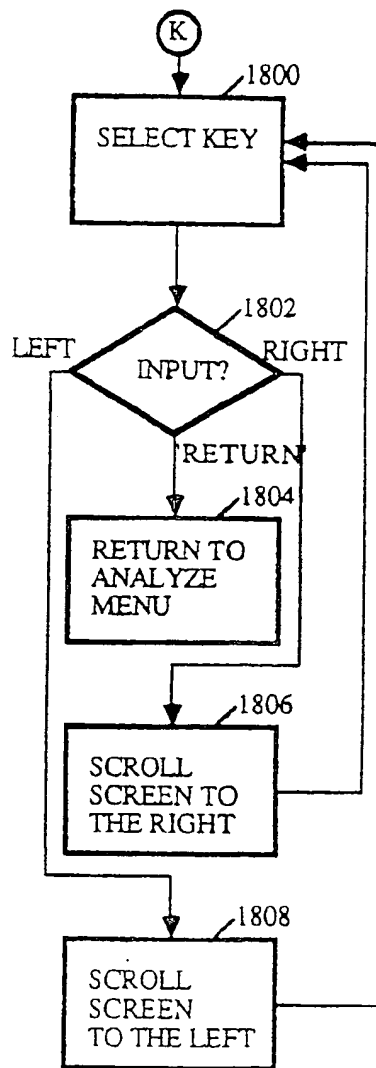 K
1800
SELECT KEY
1802
LEFT
RIGHT
INPUT?
'RETURN'
1804
RETURN TO
ANALYZE
MENU
1806
SCROLL
SCREEN TO
THE RIGHT
1808
SCROLL
SCREEN
TO THE LEFT